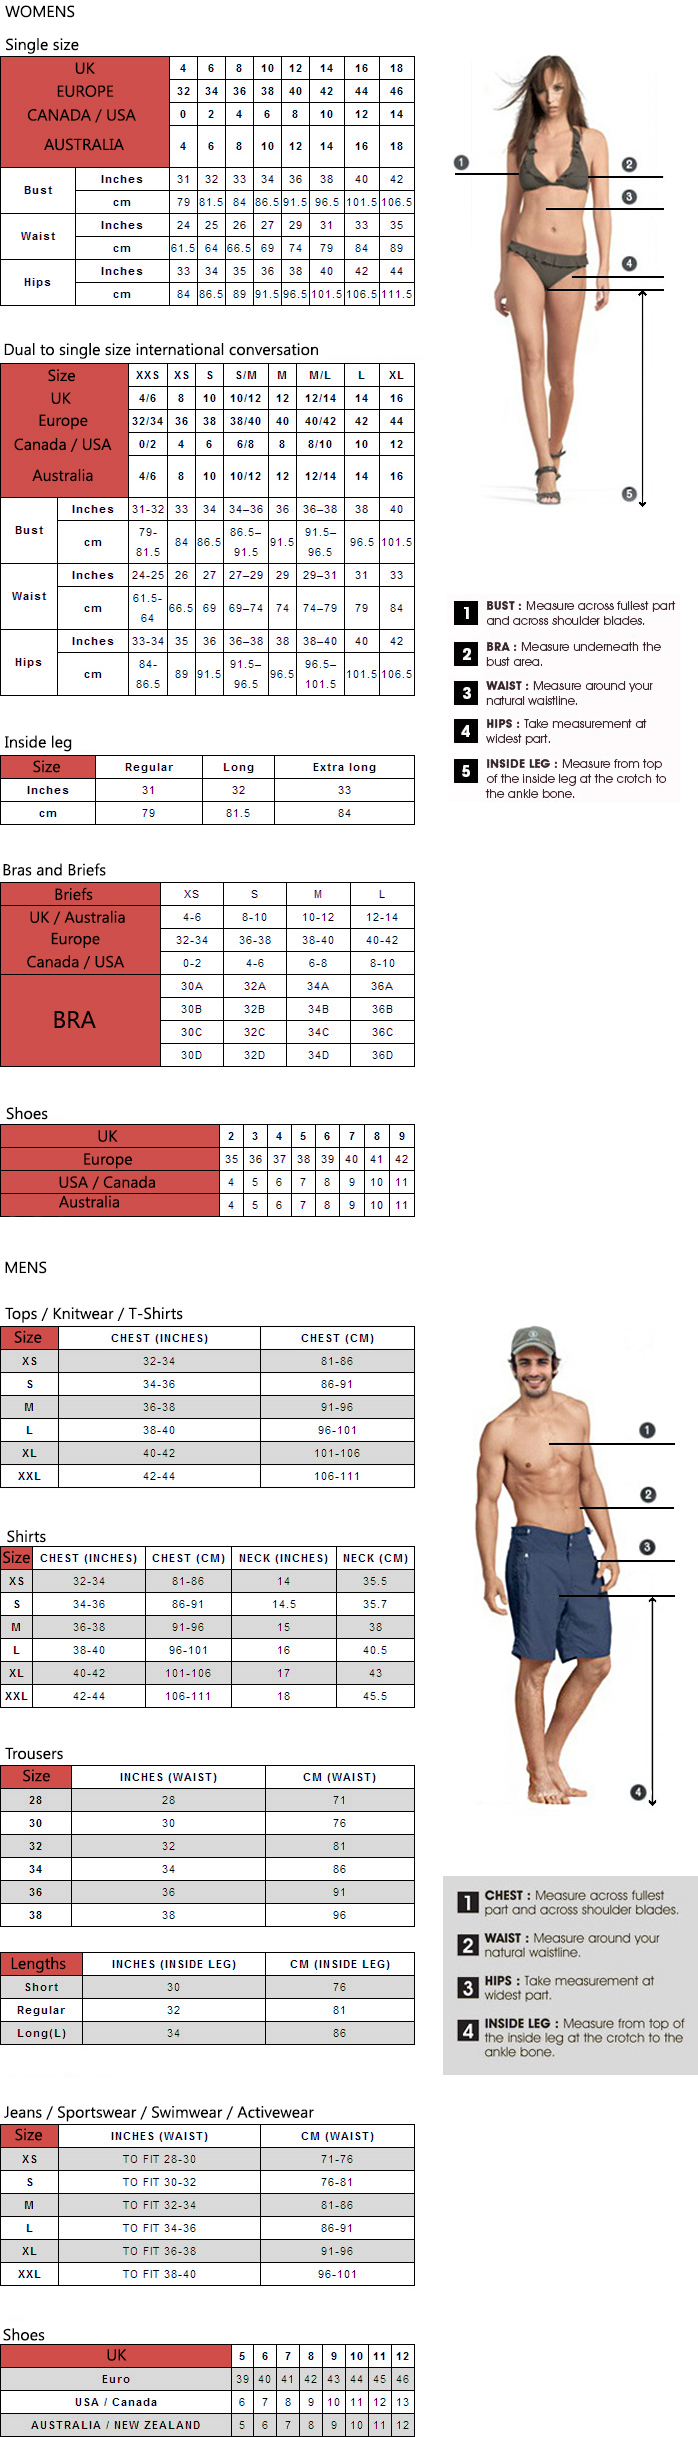 WOMENS
Single size
UK 4 6 8 10 12 14 16 18
EUROPE 32 34 36 38 40 42 44 46
CANADA / USA 0 2 4 6 8 10 12 14
AUSTRALIA 4 6 8 10 12 14 16 18
Bust Inches 31 32 33 34 36 38 40 42
cm 79 81.5 84 86.5 91.5 96.5 101.5 106.5
Waist Inches 24 25 26 27 29 31 33 35
cm 61.5 64 66.5 69 74 79 84 89
Hips Inches 33 34 35 36 38 40 42 44
cm 84 86.5 89 91.5 96.5 101.5 106.5 111.5
1
2
3
4
5
Dual to single size international conversation
Size XXS XS S S/M M M/L L XL
UK 4/6 8 10 10/12 12 12/14 14 16
Europe 32/34 36 38 38/40 40 40/42 42 44
Canada / USA 0/2 4 6 6/8 8 8/10 10 12
Australia 4/6 8 10 10/12 12 12/14 14 16
Bust Inches 31-32 33 34 34–36 36 36–38 38 40
cm 79-81.5 84 86.5 86.5–91.5 91.5 91.5–96.5 96.5 101.5
Waist Inches 24-25 26 27 27–29 29 29–31 31 33
cm 61.5-64 66.5 69 69–74 74 74–79 79 84
Hips Inches 33-34 35 36 36–38 38 38–40 40 42
cm 84-86.5 89 91.5 91.5–96.5 96.5 96.5–101.5 101.5 106.5
1 BUST : Measure across fullest part
and across shoulder blades.
2 BRA : Measure underneath the
bust area.
3 WAIST : Measure around your
natural waistline.
4 HIPS : Take measurement at
widest part.
5 INSIDE LEG : Measure from top
of the inside leg at the crotch to
the ankle bone.
Inside leg
Size Regular Long Extra long
Inches 31 32 33
cm 79 81.5 84
Bras and Briefs
Briefs XS S M L
UK / Australia 4-6 8-10 10-12 12-14
Europe 32-34 36-38 38-40 40-42
Canada / USA 0-2 4-6 6-8 8-10
BRA 30A 32A 34A 36A
30B 32B 34B 36B
30C 32C 34C 36C
30D 32D 34D 36D
Shoes
UK 2 3 4 5 6 7 8 9
Europe 35 36 37 38 39 40 41 42
USA / Canada 4 5 6 7 8 9 10 11
Australia 4 5 6 7 8 9 10 11
MENS
Tops / Knitwear / T-Shirts
Size CHEST (INCHES) CHEST (CM)
XS 32-34 81-86
S 34-36 86-91
M 36-38 91-96
L 38-40 96-101
XL 40-42 101-106
XXL 42-44 106-111
1
2
3
4
Shirts
Size CHEST (INCHES) CHEST (CM) NECK (INCHES) NECK (CM)
XS 32-34 81-86 14 35.5
S 34-36 86-91 14.5 35.7
M 36-38 91-96 15 38
L 38-40 96-101 16 40.5
XL 40-42 101-106 17 43
XXL 42-44 106-111 18 45.5
Trousers
Size INCHES (WAIST) CM (WAIST)
28 28 71
30 30 76
32 32 81
34 34 86
36 36 91
38 38 96
Lengths INCHES (INSIDE LEG) CM (INSIDE LEG)
Short 30 76
Regular 32 81
Long(L) 34 86
1 CHEST : Measure across fullest
part and across shoulder blades.
2 WAIST : Measure around your
natural waistline.
3 HIPS : Take measurement at
widest part.
4 INSIDE LEG : Measure from top of
the inside leg at the crotch to the
ankle bone.
Jeans / Sportswear / Swimwear / Activewear
Size INCHES (WAIST) CM (WAIST)
XS TO FIT 28-30 71-76
S TO FIT 30-32 76-81
M TO FIT 32-34 81-86
L TO FIT 34-36 86-91
XL TO FIT 36-38 91-96
XXL TO FIT 38-40 96-101
Shoes
UK 5 6 7 8 9 10 11 12
Euro 39 40 41 42 43 44 45 46
USA / Canada 6 7 8 9 10 11 12 13
AUSTRALIA / NEW ZEALAND 5 6 7 8 9 10 11 12